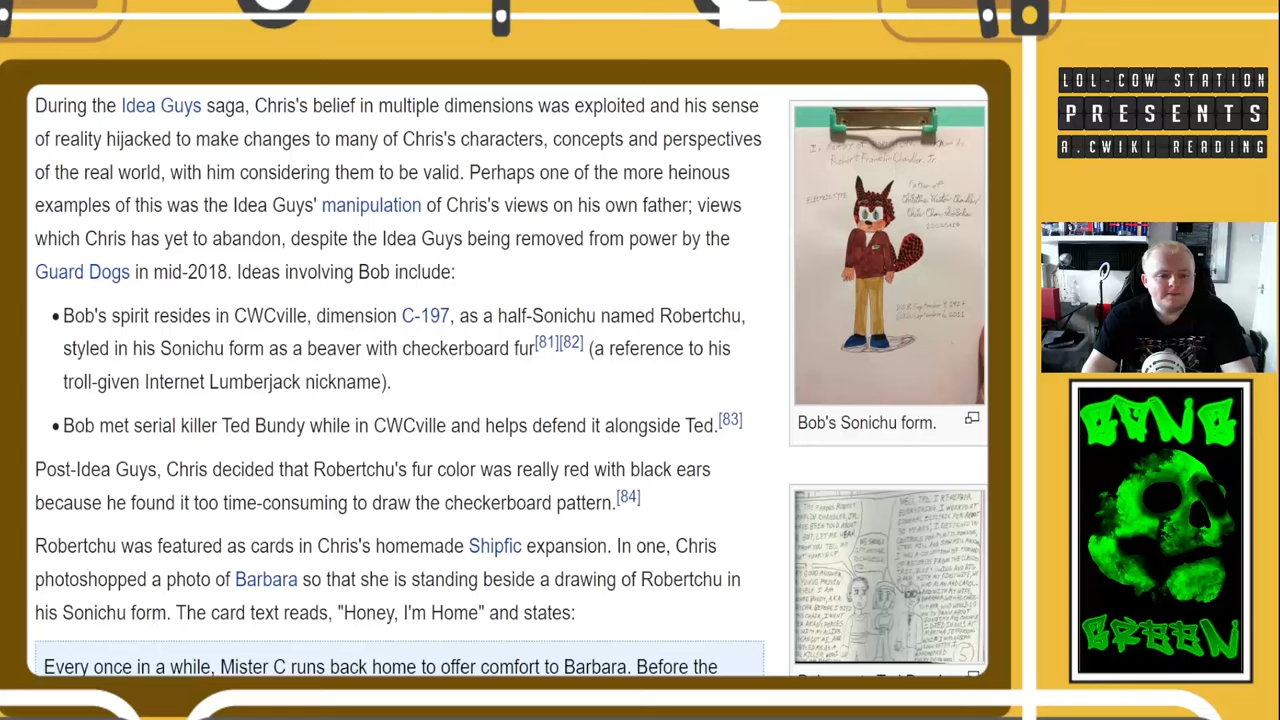 During the Idea Guys saga, Chris's belief in multiple dimensions was exploited and his sense
of reality hijacked to make changes to many of Chris's characters, concepts and perspectives
of the real world, with him considering them to be valid. Perhaps one of the more heinous
examples of this was the Idea Guys' manipulation of Chris's views on his own father; views
which Chris has yet to abandon, despite the Idea Guys being removed from power by the
Guard Dogs in mid-2018. Ideas involving Bob include:
• Bob's spirit resides in CWCville, dimension C-197, as a half-Sonichu named Robertchu,
styled in his Sonichu form as a beaver with checkerboard fur[81][82] (a reference to his
troll-given Internet Lumberjack nickname).
• Bob met serial killer Ted Bundy while in CWCville and helps defend it alongside Ted.[83]
Post-Idea Guys, Chris decided that Robertchu's fur color was really red with black ears
because he found it too time-consuming to draw the checkerboard pattern.[84]
Robertchu was featured as cards in Chris's homemade Shipfic expansion. In one, Chris
photoshopped a photo of Barbara so that she is standing beside a drawing of Robertchu in
his Sonichu form. The card text reads, "Honey, I'm Home" and states:
Every once in a while, Mister C runs back home to offer comfort to Barbara. Before the
Robert Franklin Chandler, Jr.
Father of
Bob's Sonichu form.
LOL-COW STATION
PRESENTS
A.CWIKI READING
GANG
GREEN